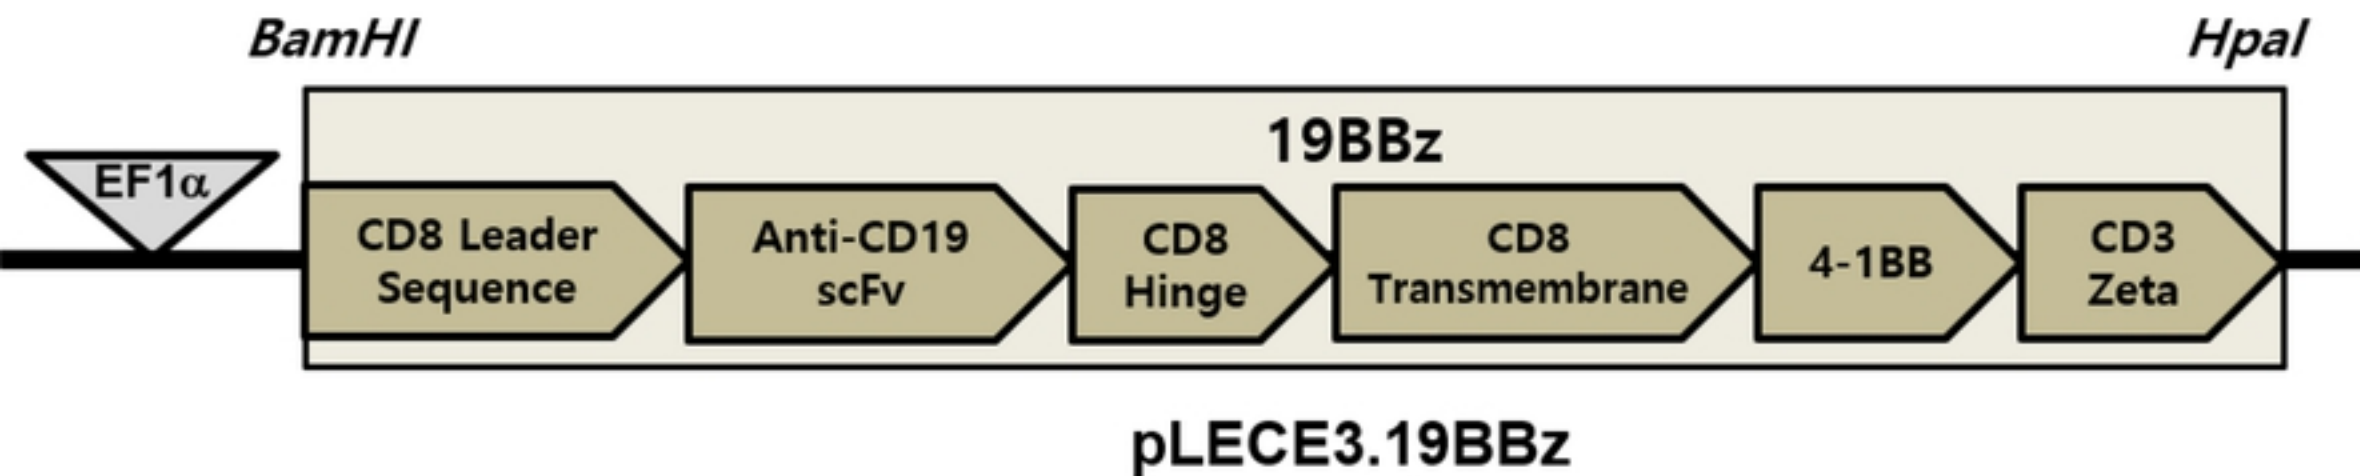 BamHI
HpaI
19BBz
EF1α
CD8 Leader
Sequence
Anti-CD19
scFv
CD8
Hinge
CD8
Transmembrane
4-1BB
CD3
Zeta
pLECE3.19BBz